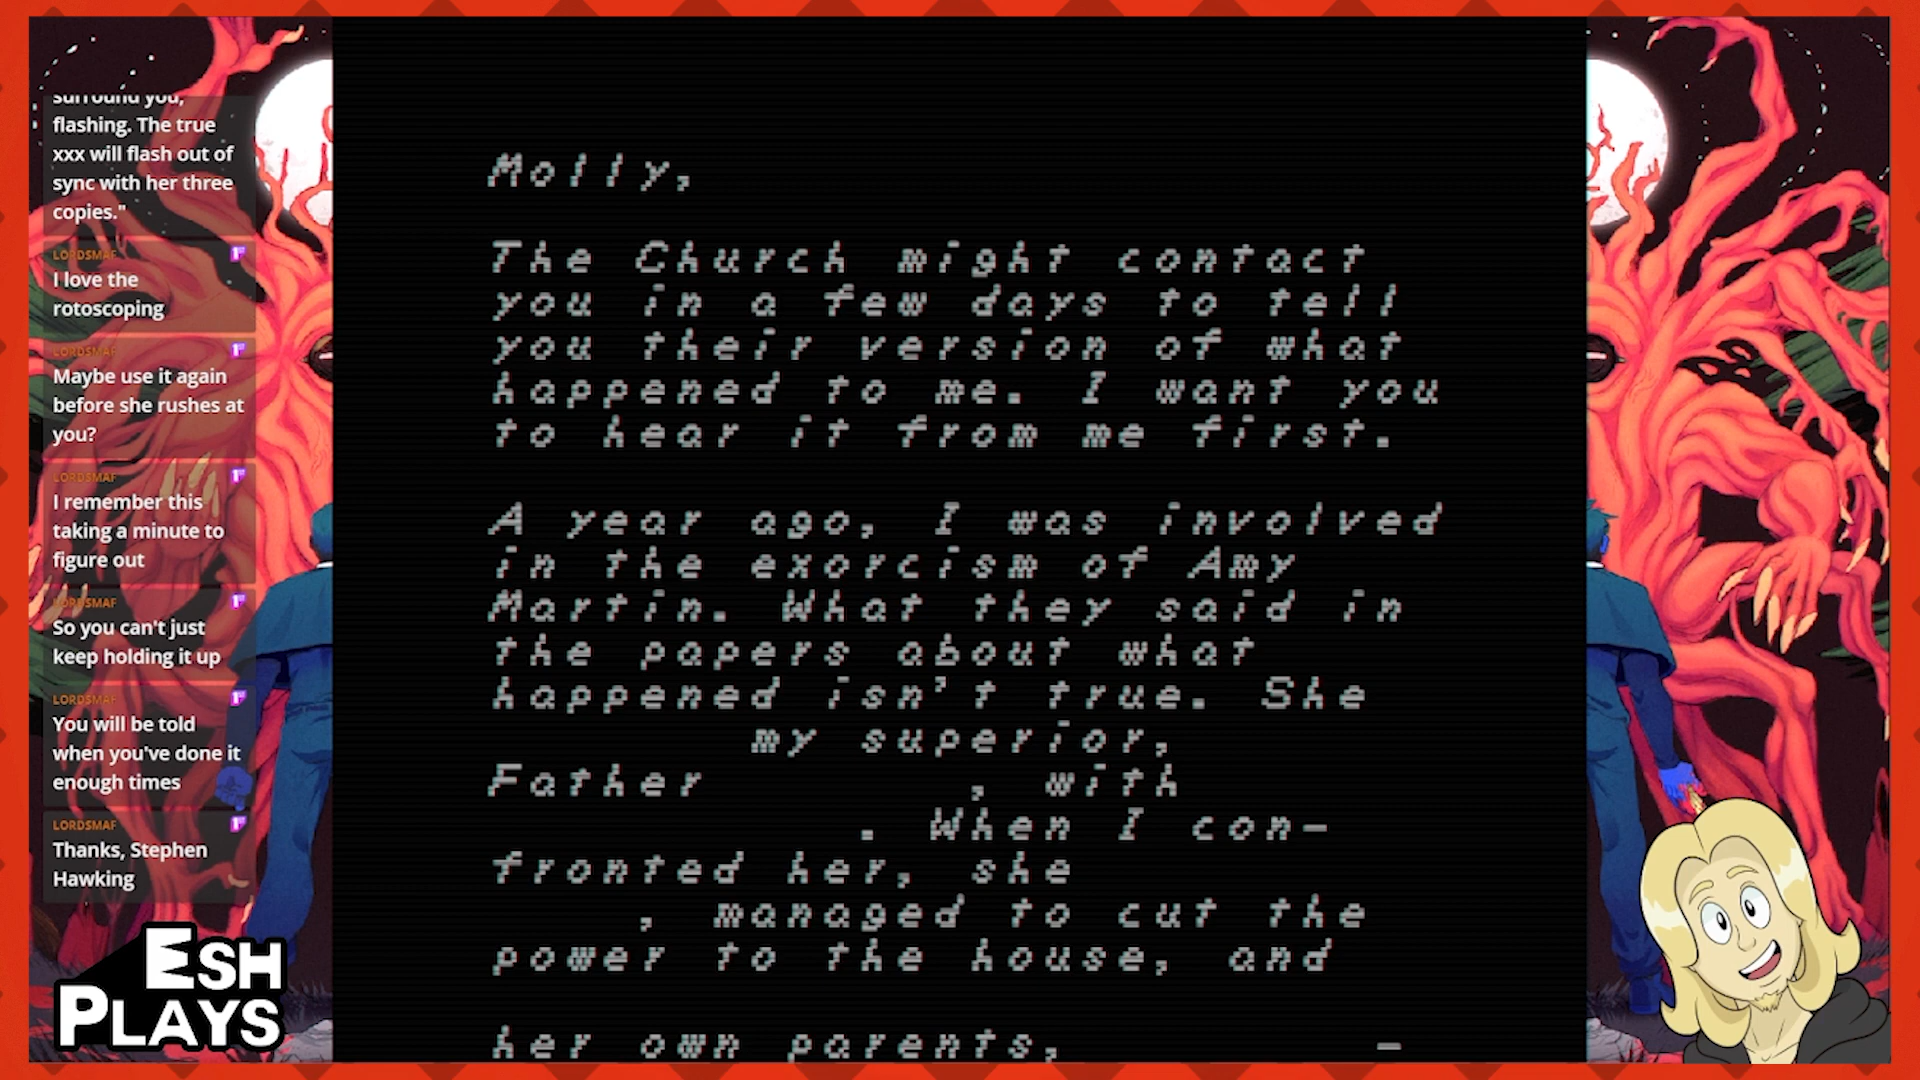 surround you,
flashing. The true
xxx will flash out of
sync with her three
copies."
LORDSMAF
I love the
rotoscoping
LORDSMAF
Maybe use it again
before she rushes at
you?
LORDSMAF
I remember this
taking a minute to
figure out
LORDSMAF
So you can't just
keep holding it up
LORDSMAF
You will be told
when you've done it
enough times
LORDSMAF
Thanks, Stephen
Hawking
ESH
PLAYS
Molly,
The Church might contact
you in a few days to tell
you their version of what
happened to me. I want you
to hear it from me first.
A year ago, I was involved
in the exorcism of Amy
Martin. What they said in
the papers about what
happened isn't true. She
my superior,
Father , with
. When I con-
fronted her, she
, managed to cut the
power to the house, and
her own parents, -